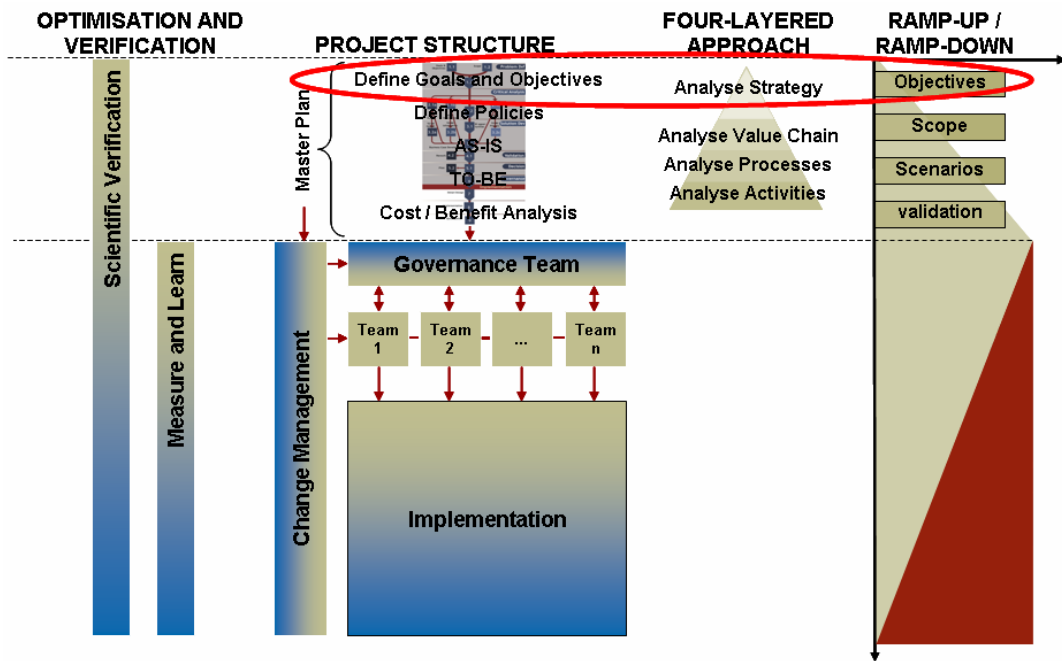 OPTIMISATION AND
VERIFICATION
PROJECT STRUCTURE
FOUR-LAYERED
APPROACH
RAMP-UP /
RAMP-DOWN
Scientific Verification
Measure and Learn
Master Plan
Define Goals and Objectives
Define Policies
AS-IS
TO-BE
Cost / Benefit Analysis
Analyse Strategy
Analyse Value Chain
Analyse Processes
Analyse Activities
Objectives
Scope
Scenarios
validation
Change Management
Governance Team
Team
1
Team
2
...
Team
n
Implementation